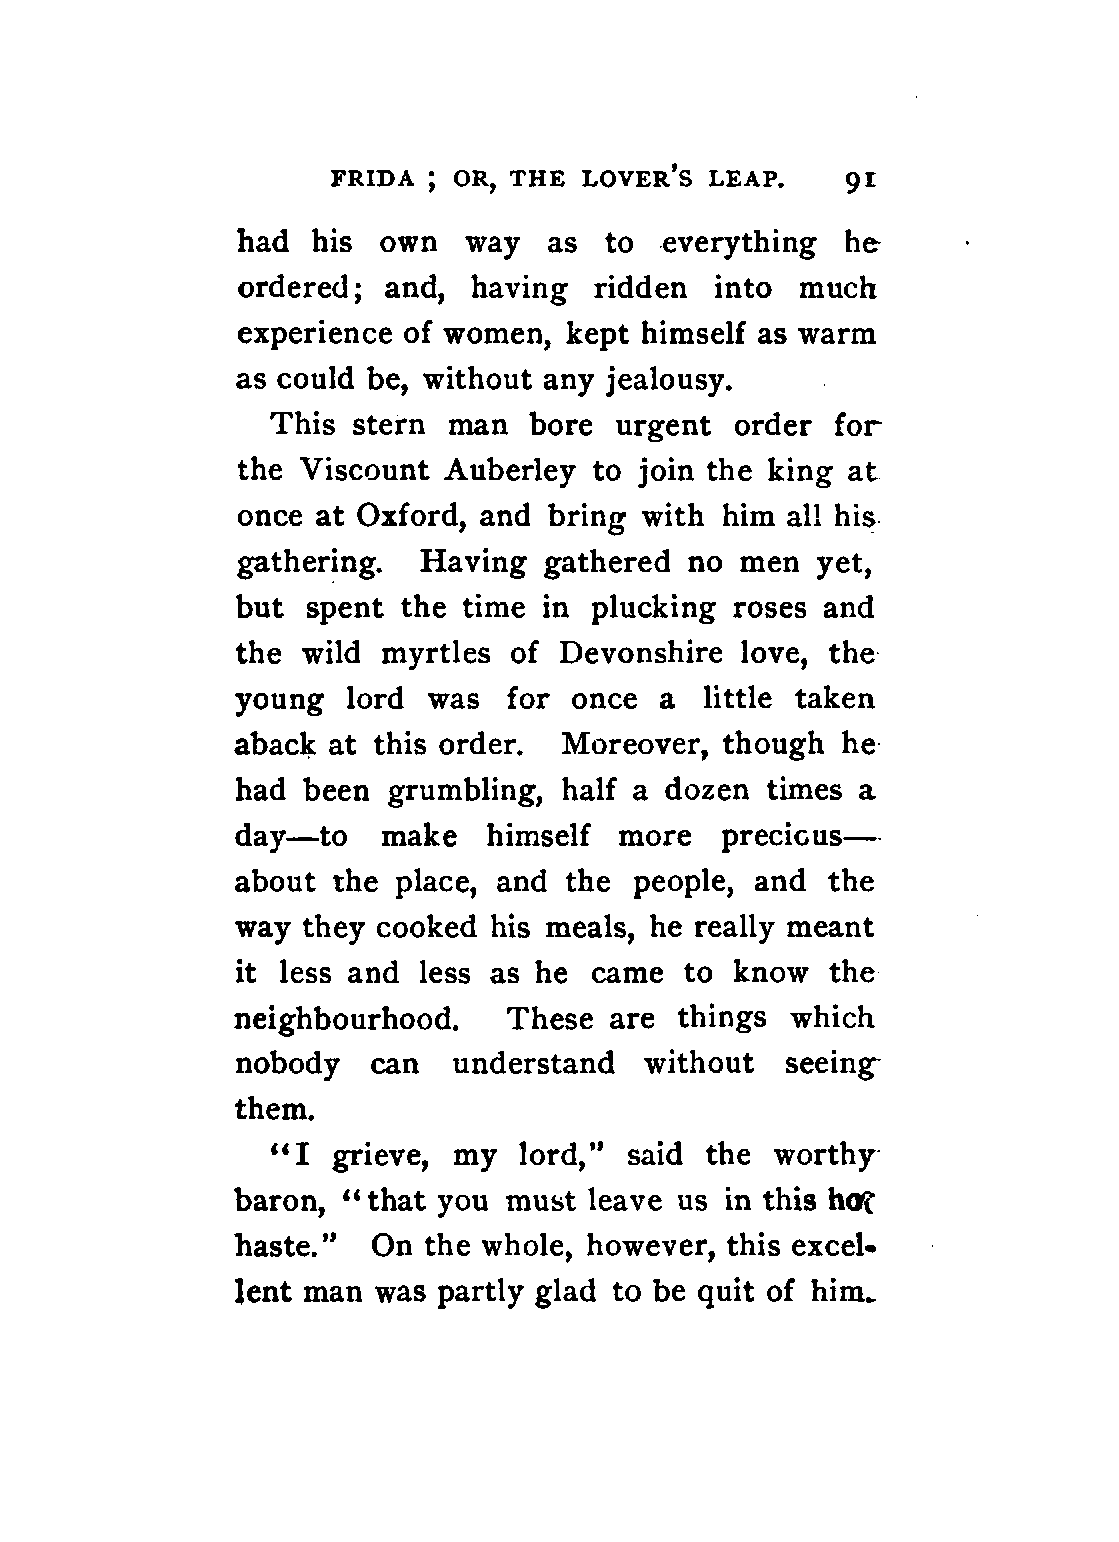 FRIDA ; OR, THE LOVER'S LEAP. 91
had his own way as to everything he
ordered; and, having ridden into much
experience of women, kept himself as warm
as could be, without any jealousy.
This stern man bore urgent order for
the Viscount Auberley to join the king at
once at Oxford, and bring with him all his
gathering. Having gathered no men yet,
but spent the time in plucking roses and
the wild myrtles of Devonshire love, the
young lord was for once a little taken
aback at this order. Moreover, though he
had been grumbling, half a dozen times a
day—to make himself more precious—
about the place, and the people, and the
way they cooked his meals, he really meant
it less and less as he came to know the
neighbourhood. These are things which
nobody can understand without seeing
them.
"I grieve, my lord," said the worthy
baron, "that you must leave us in this hot
haste." On the whole, however, this excel-
lent man was partly glad to be quit of him.